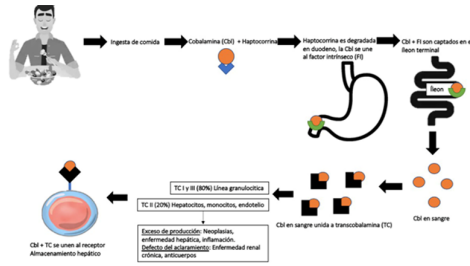 Ingesta de comida
Cobalamina (Cbl) + Haptocorrina
Haptocorrina es degradada
en duodeno, la Cbl se une
al factor intrínseco (FI)
Cbl + FI son captados en e
íleon terminal
Íleon
Cbl en sangre
Cbl en sangre unida a transcobalamina (TC)
TC I y III (80%) Línea granulocítica
TC II (20%) Hepatocitos, monocitos, endotelio
Exceso de producción: Neoplasias,
enfermedad hepática, inflamación.
Defecto del aclaramiento: Enfermedad renal
crónica, anticuerpos
Cbl + TC se unen al receptor
Almacenamiento hepático